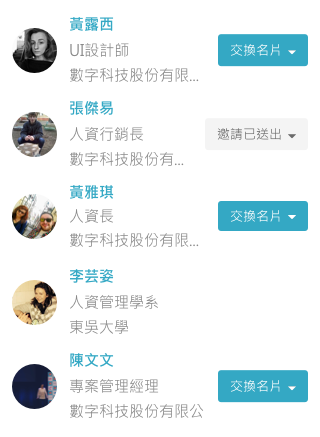 黃露西
UI設計師
交換名片
數字科技股份有限...
張傑易
人資行銷長
邀請已送出
數字科技股份有...
黃雅琪
人資長
交換名片
數字科技股份有限...
李芸姿
人資管理學系
東吳大學
陳文文
專案管理經理
交換名片
數字科技股份有限公